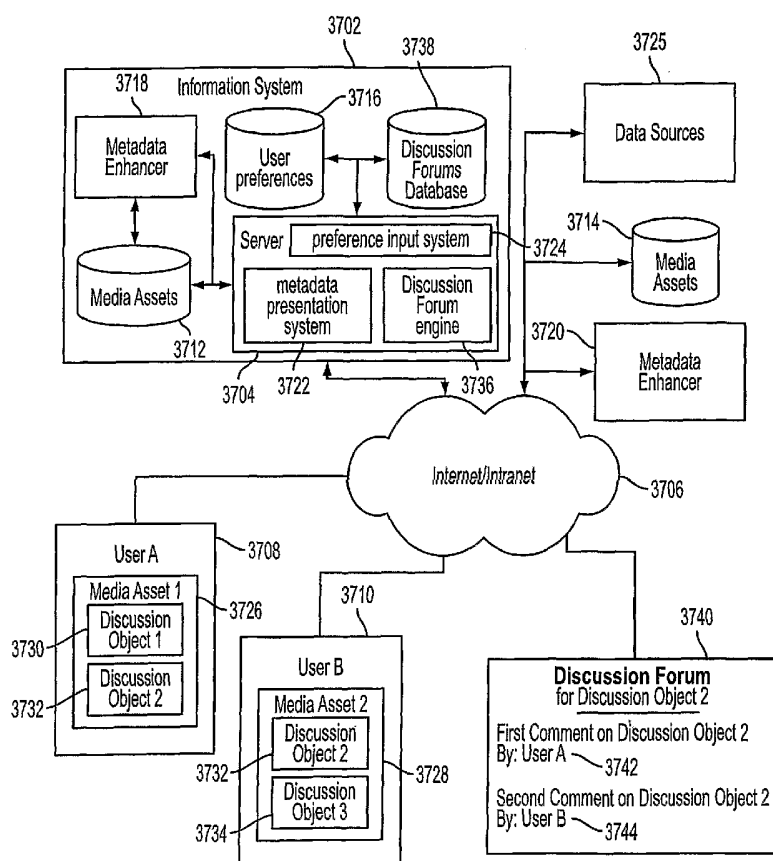 3702
3738
3725
3718
Information System
3716
Metadata
Enhancer
User
preferences
Discussion
Forums
Database
Data Sources
Server
preference input system
3724
3714
Media
Assets
Media Assets
metadata
presentation
system
Discussion
Forum
engine
3712
3704
3722
3736
3720
Metadata
Enhancer
Internet/Intranet
3706
User A
3708
Media Asset 1
3726
3730
Discussion
Object 1
3732
Discussion
Object 2
3710
User B
Media Asset 2
3732
Discussion
Object 2
3728
3734
Discussion
Object 3
3740
Discussion Forum
for Discussion Object 2
First Comment on Discussion Object 2
By: User A
3742
Second Comment on Discussion Object 2
By: User B
3744